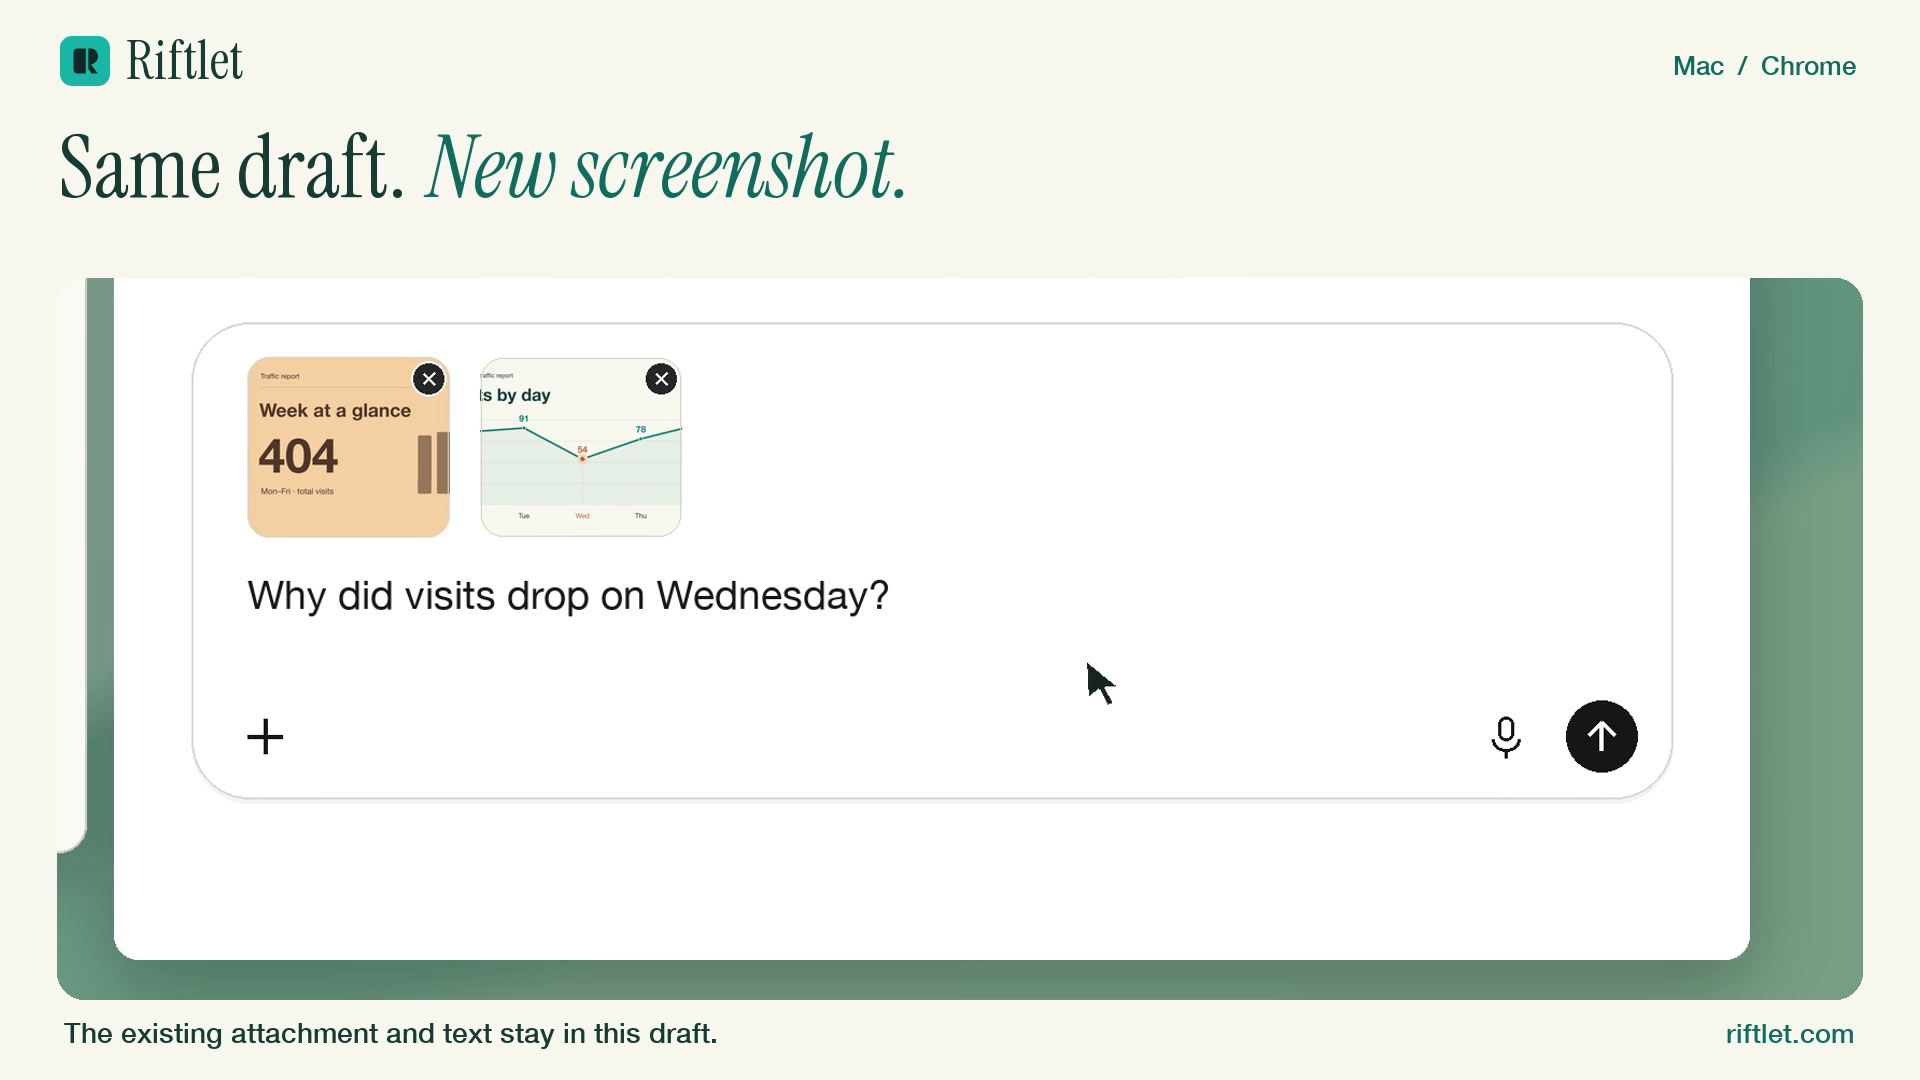 Riftlet
Mac / Chrome
Same draft. New screenshot.
Traffic report
Week at a glance
404
Mon–Fri · total visits
raffic report
ts by day
91
54
78
Tue
Wed
Thu
Why did visits drop on Wednesday?
The existing attachment and text stay in this draft.
riftlet.com